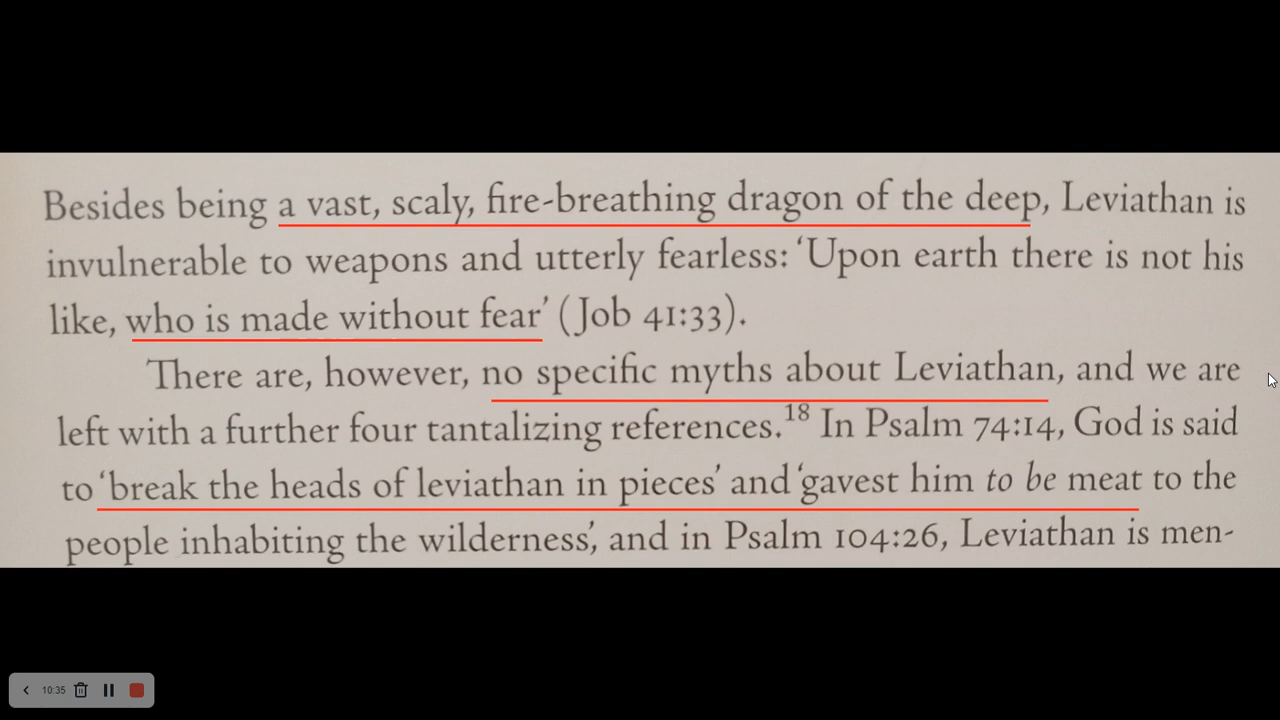 Besides being a vast, scaly, fire-breathing dragon of the deep, Leviathan is
invulnerable to weapons and utterly fearless: ‘Upon earth there is not his
like, who is made without fear’ (Job 41:33).
There are, however, no specific myths about Leviathan, and we are
left with a further four tantalizing references.18 In Psalm 74:14, God is said
to ‘break the heads of leviathan in pieces’ and ‘gavest him to be meat to the
people inhabiting the wilderness’, and in Psalm 104:26, Leviathan is men-
10:35